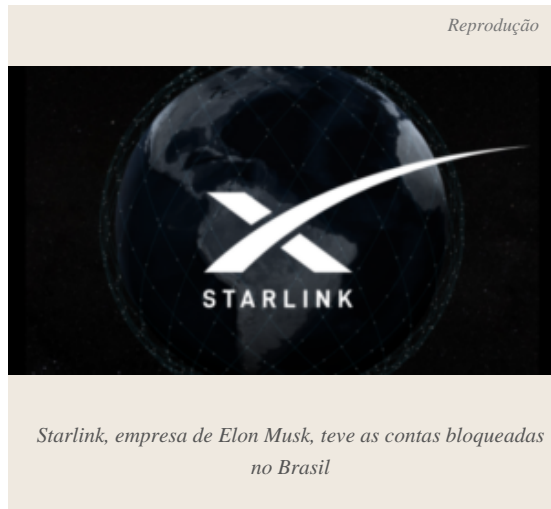 Reprodução
STARLINK
Starlink, empresa de Elon Musk, teve as contas bloqueadas
no Brasil